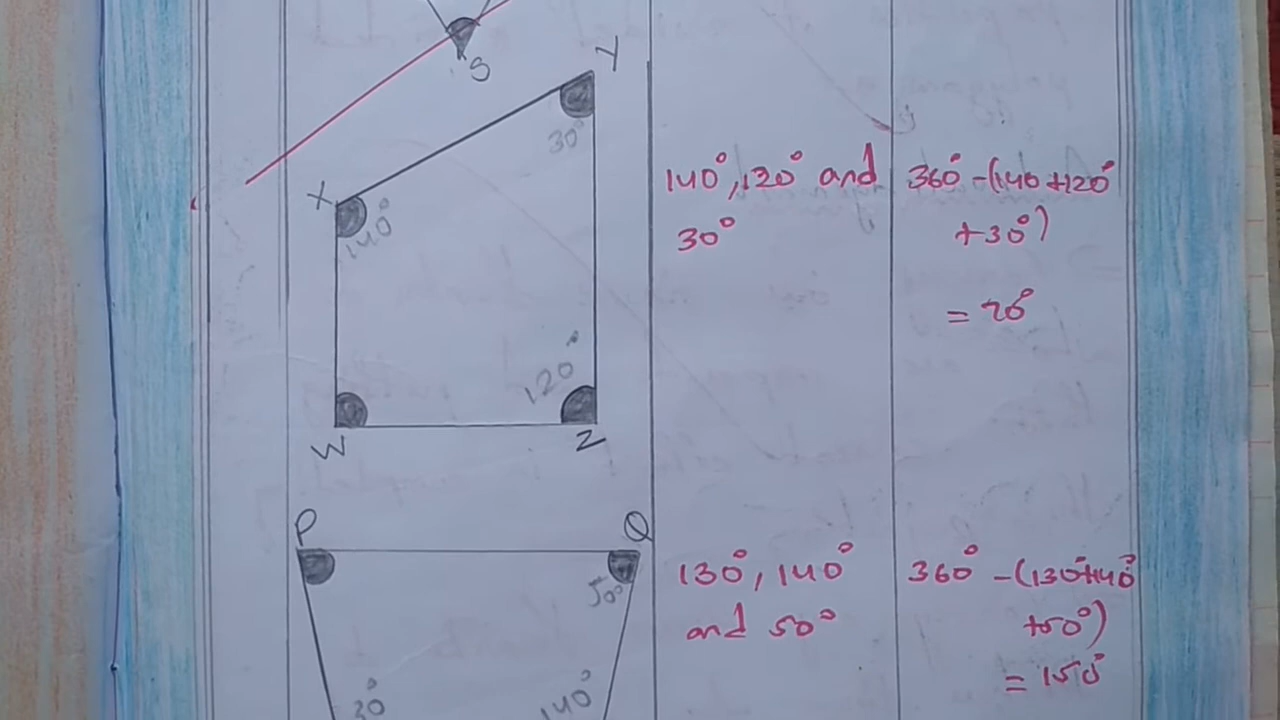 S
Y
30°
X
140°
120°
W
Z
140°, 120° and
30°
360° -(140 +120°
+30°)
= 70°
P
Q
50°
30°
140°
130°, 140°
and 50°
360° -(130°+140°
+50°)
= 150°